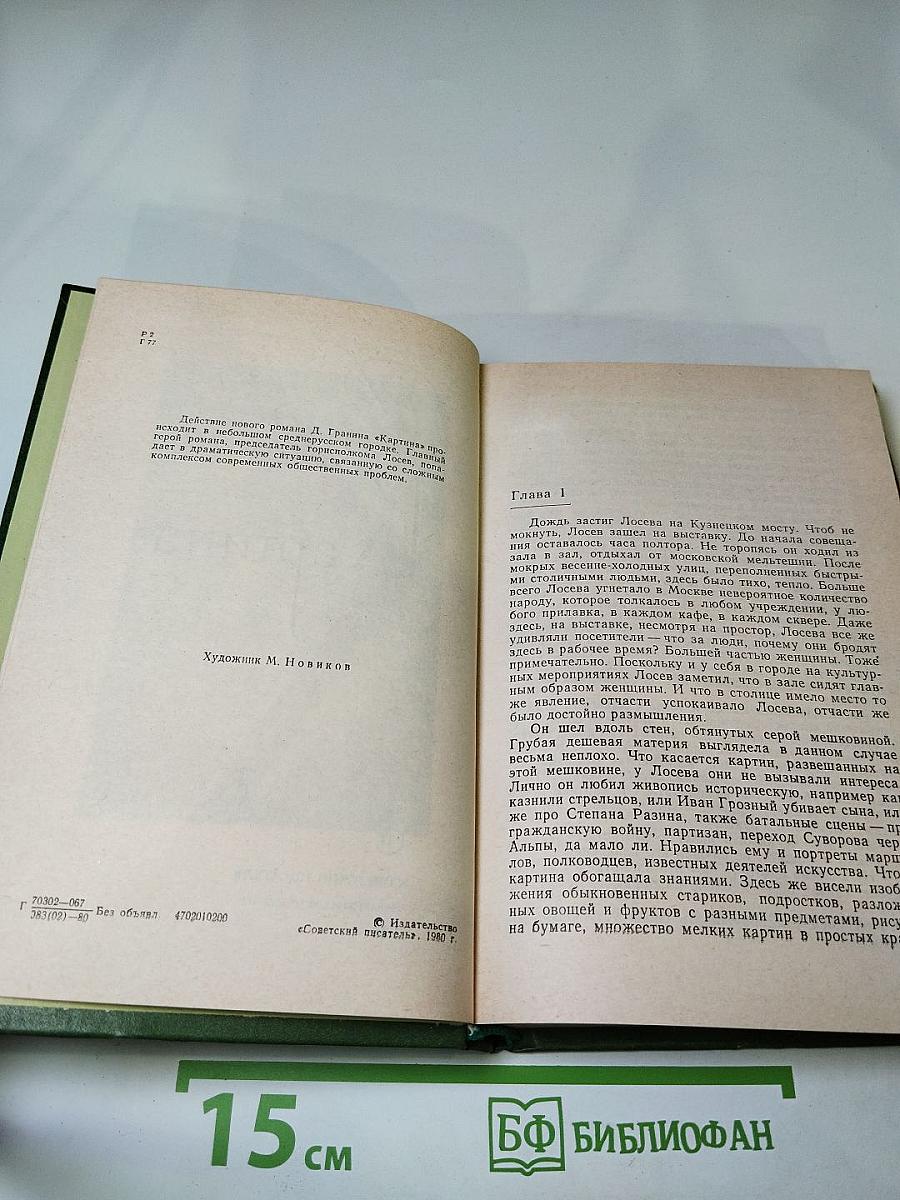 Р 2
Г 77
Действие нового романа Д. Гранина «Картина» про-
исходит в небольшом среднерусском городке. Главный
герой романа, председатель горисполкома Лосев, попа-
дает в драматическую ситуацию, связанную со сложным
комплексом современных общественных проблем.
Художник М. Новиков
Г 70302—067
083(02)—80 Без объявл. 4702010200
© Издательство
«Советский писатель», 1980 г.
Глава 1
Дождь застиг Лосева на Кузнецком мосту. Чтоб не
мокнуть, Лосев зашел на выставку. До начала совеща-
ния оставалось часа полтора. Не торопясь он ходил из
зала в зал, отдыхал от московской мельтешни. После
мокрых весенне-холодных улиц, переполненных быстры-
ми столичными людьми, здесь было тихо, тепло. Больше
всего Лосева угнетало в Москве невероятное количество
народу, которое толкалось в любом учреждении, у лю-
бого прилавка, в каждом кафе, в каждом сквере. Даже
здесь, на выставке, несмотря на простор, Лосева все же
удивляли посетители — что за люди, почему они бродят
здесь в рабочее время? Большей частью женщины. Тоже
примечательно. Поскольку и у себя в городе на культур-
ных мероприятиях Лосев заметил, что в зале сидят глав-
ным образом женщины. И что в столице имело место то
же явление, отчасти успокаивало Лосева, отчасти же
было достойно размышления.
Он шел вдоль стен, обтянутых серой мешковиной.
Грубая дешевая материя выглядела в данном случае
весьма неплохо. Что касается картин, развешанных на
этой мешковине, у Лосева они не вызывали интереса.
Лично он любил живопись историческую, например как
казнили стрельцов, или Иван Грозный убивает сына, ил
же про Степана Разина, также батальные сцены — пр
гражданскую войну, партизан, переход Суворова чер
Альпы, да мало ли. Нравились ему и портреты марш
лов, полководцев, известных деятелей искусства. Что
картина обогащала знаниями. Здесь же висели изоб
жения обыкновенных стариков, подростков, разлож
ных овощей и фруктов с разными предметами, рису
на бумаге, множество мелких картин в простых кра
15 см
БФ БИБЛИОФАН